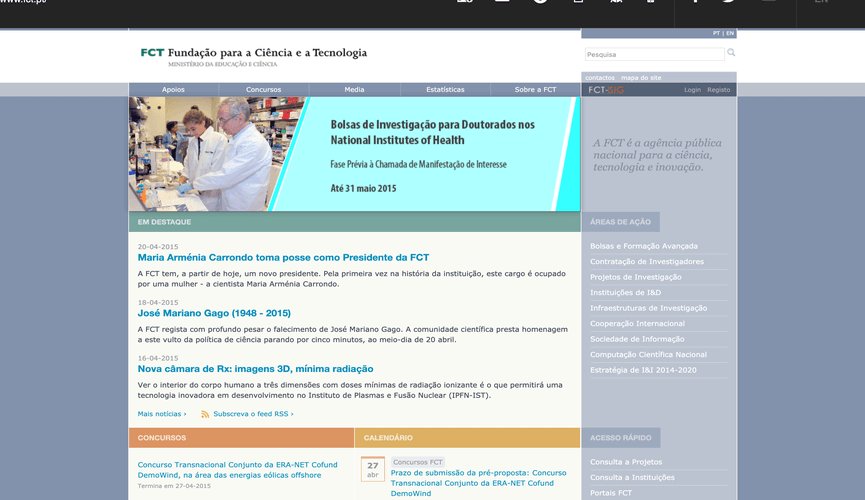 www.fct.pt/
EN
PT | EN
FCT Fundação para a Ciência e a Tecnologia
MINISTÉRIO DA EDUCAÇÃO E CIÊNCIA
Pesquisa
contactos mapa do site
Apoios Concursos Media Estatísticas Sobre a FCT
FCT-SIG Login Registo
Bolsas de Investigação para Doutorados nos
National Institutes of Health
Fase Prévia à Chamada de Manifestação de Interesse
Até 31 maio 2015
A FCT é a agência pública
nacional para a ciência,
tecnologia e inovação.
EM DESTAQUE
20-04-2015
Maria Arménia Carrondo toma posse como Presidente da FCT
A FCT tem, a partir de hoje, um novo presidente. Pela primeira vez na história da instituição, este cargo é ocupado
por uma mulher - a cientista Maria Arménia Carrondo.
18-04-2015
José Mariano Gago (1948 - 2015)
A FCT regista com profundo pesar o falecimento de José Mariano Gago. A comunidade científica presta homenagem
a este vulto da política de ciência parando por cinco minutos, ao meio-dia de 20 abril.
16-04-2015
Nova câmara de Rx: imagens 3D, mínima radiação
Ver o interior do corpo humano a três dimensões com doses mínimas de radiação ionizante é o que permitirá uma
tecnologia inovadora em desenvolvimento no Instituto de Plasmas e Fusão Nuclear (IPFN-IST).
Mais notícias › Subscreva o feed RSS ›
ÁREAS DE AÇÃO
Bolsas e Formação Avançada
Contratação de Investigadores
Projetos de Investigação
Instituições de I&D
Infraestruturas de Investigação
Cooperação Internacional
Sociedade de Informação
Computação Científica Nacional
Estratégia de I&I 2014-2020
CONCURSOS
Concurso Transnacional Conjunto da ERA-NET Cofund
DemoWind, na área das energias eólicas offshore
Termina em 27-04-2015
CALENDÁRIO
27
abr
Concursos FCT
Prazo de submissão da pré-proposta: Concurso
Transnacional Conjunto da ERA-NET Cofund
DemoWind
ACESSO RÁPIDO
Consulta a Projetos
Consulta a Instituições
Portais FCT